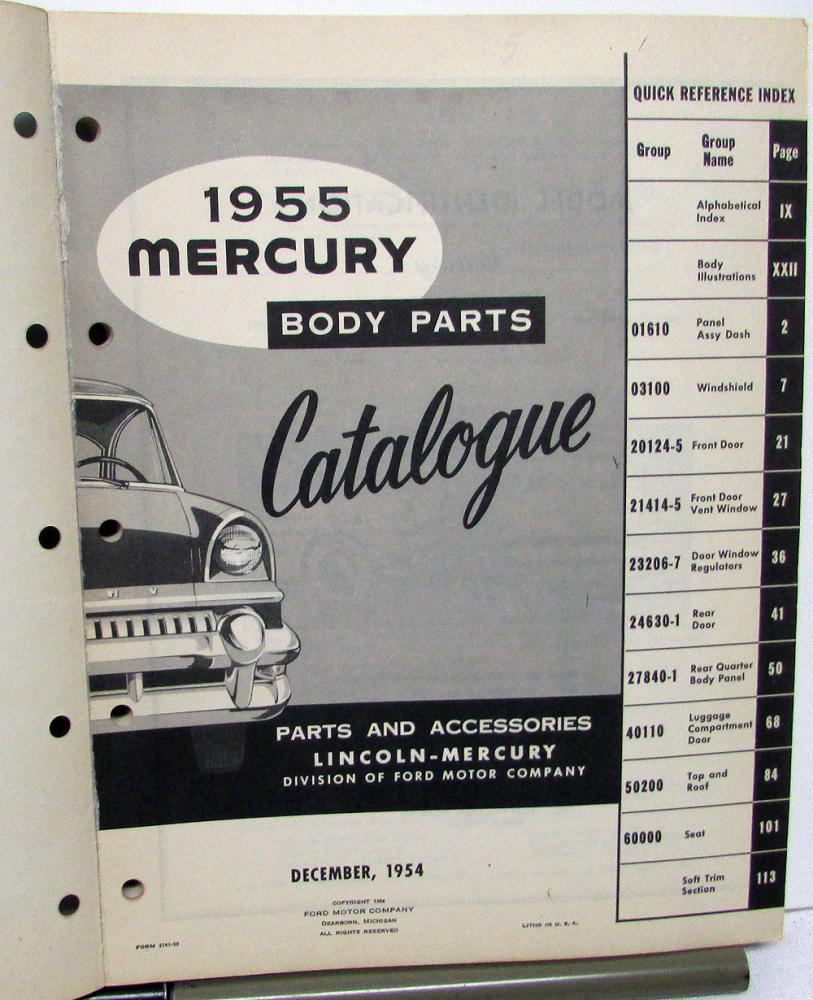 1955
MERCURY
BODY PARTS
Catalogue
R Y
PARTS AND ACCESSORIES
LINCOLN-MERCURY
DIVISION OF FORD MOTOR COMPANY
DECEMBER, 1954
COPYRIGHT 1954
FORD MOTOR COMPANY
DEARBORN, MICHIGAN
ALL RIGHTS RESERVED
LITHO IN U. S. A.
QUICK REFERENCE INDEX
Group Group Name Page
Alphabetical Index IX
Body Illustrations XXII
01610 Panel Assy Dash 2
03100 Windshield 7
20124-5 Front Door 21
21414-5 Front Door Vent Window 27
23206-7 Door Window Regulators 36
24630-1 Rear Door 41
27840-1 Rear Quarter Body Panel 50
40110 Luggage Compartment Door 68
50200 Top and Roof 84
60000 Seat 101
Soft Trim Section 113